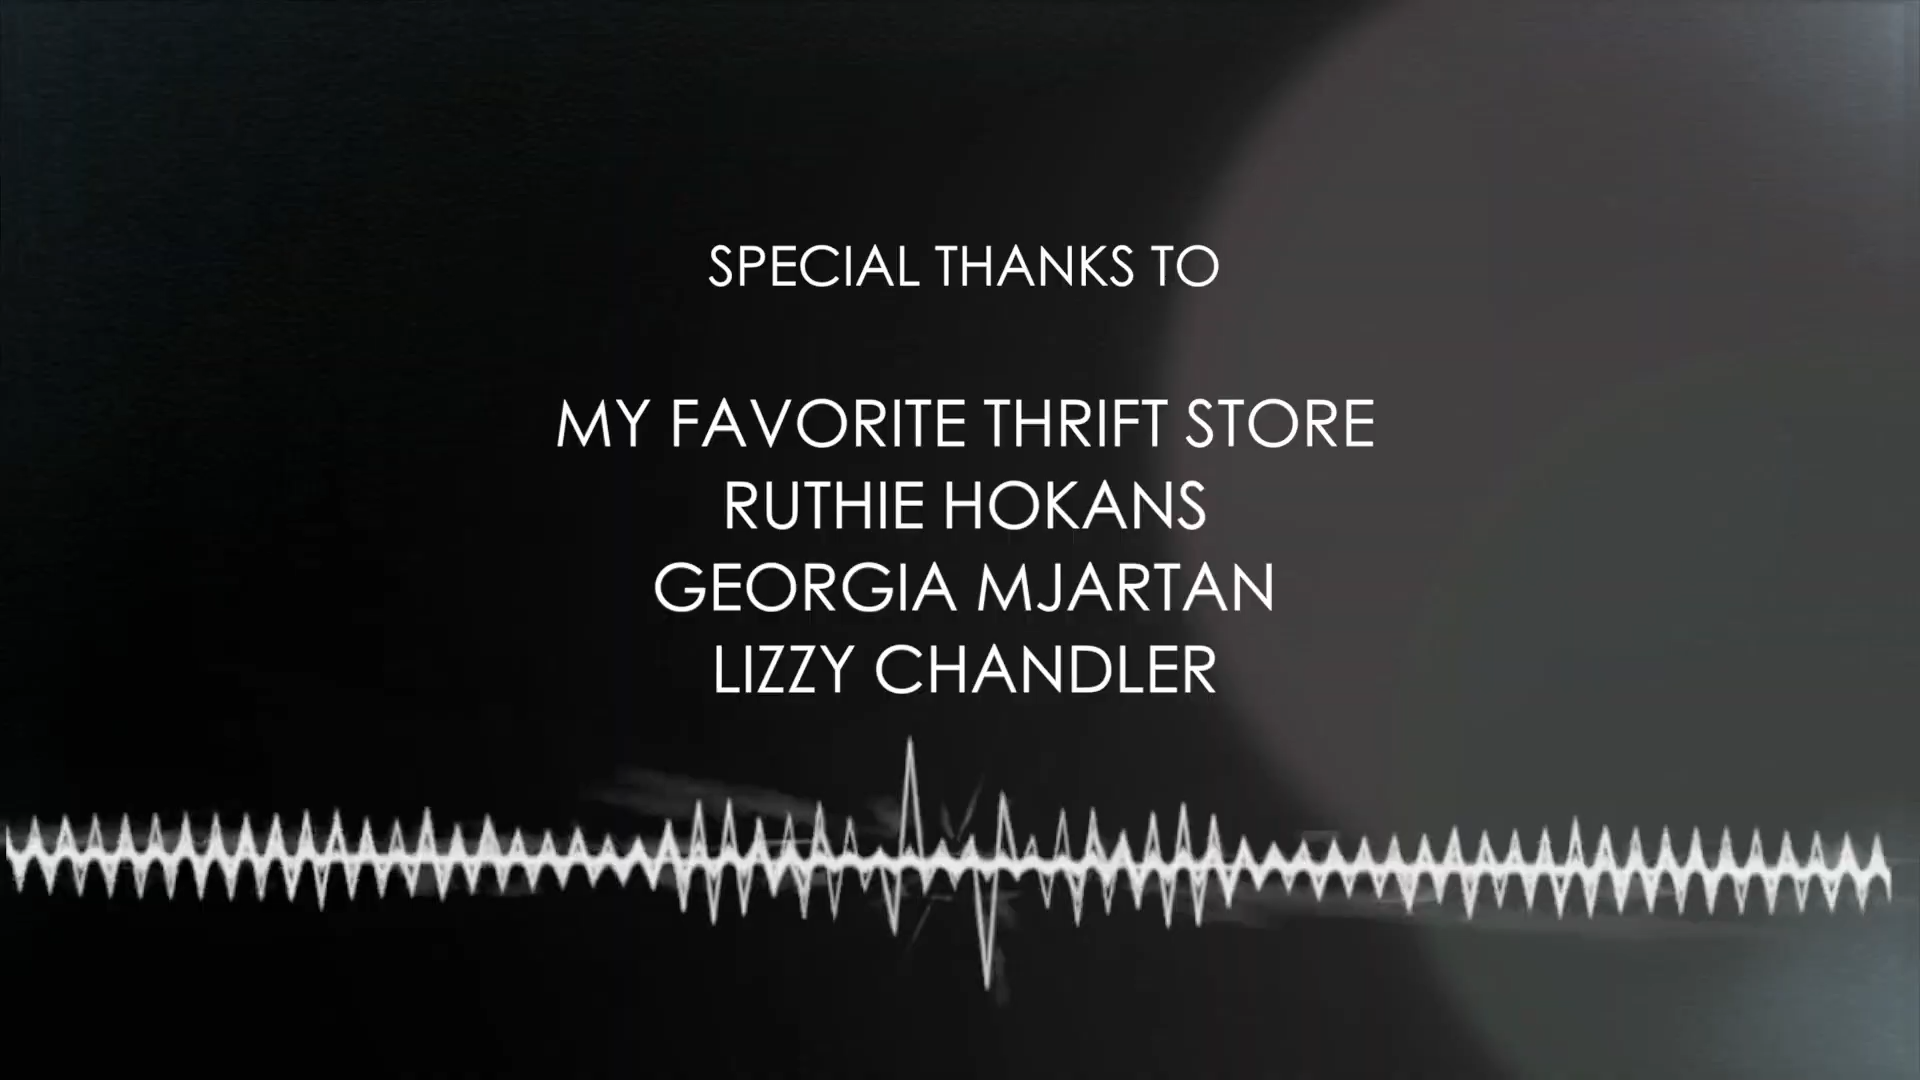 SPECIAL THANKS TO
MY FAVORITE THRIFT STORE
RUTHIE HOKANS
GEORGIA MJARTAN
LIZZY CHANDLER